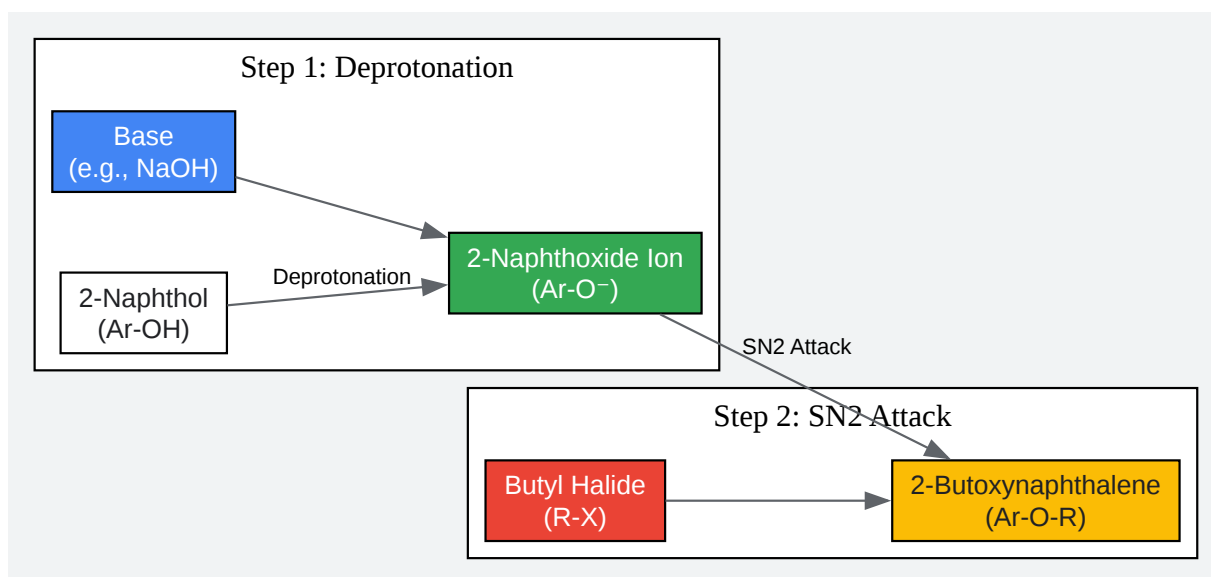 Step 1: Deprotonation
Base
(e.g., NaOH)
2-Naphthol
(Ar-OH)
Deprotonation
2-Naphthoxide Ion
(Ar-O⁻)
SN2 Attack
Step 2: SN2 Attack
Butyl Halide
(R-X)
2-Butoxynaphthalene
(Ar-O-R)